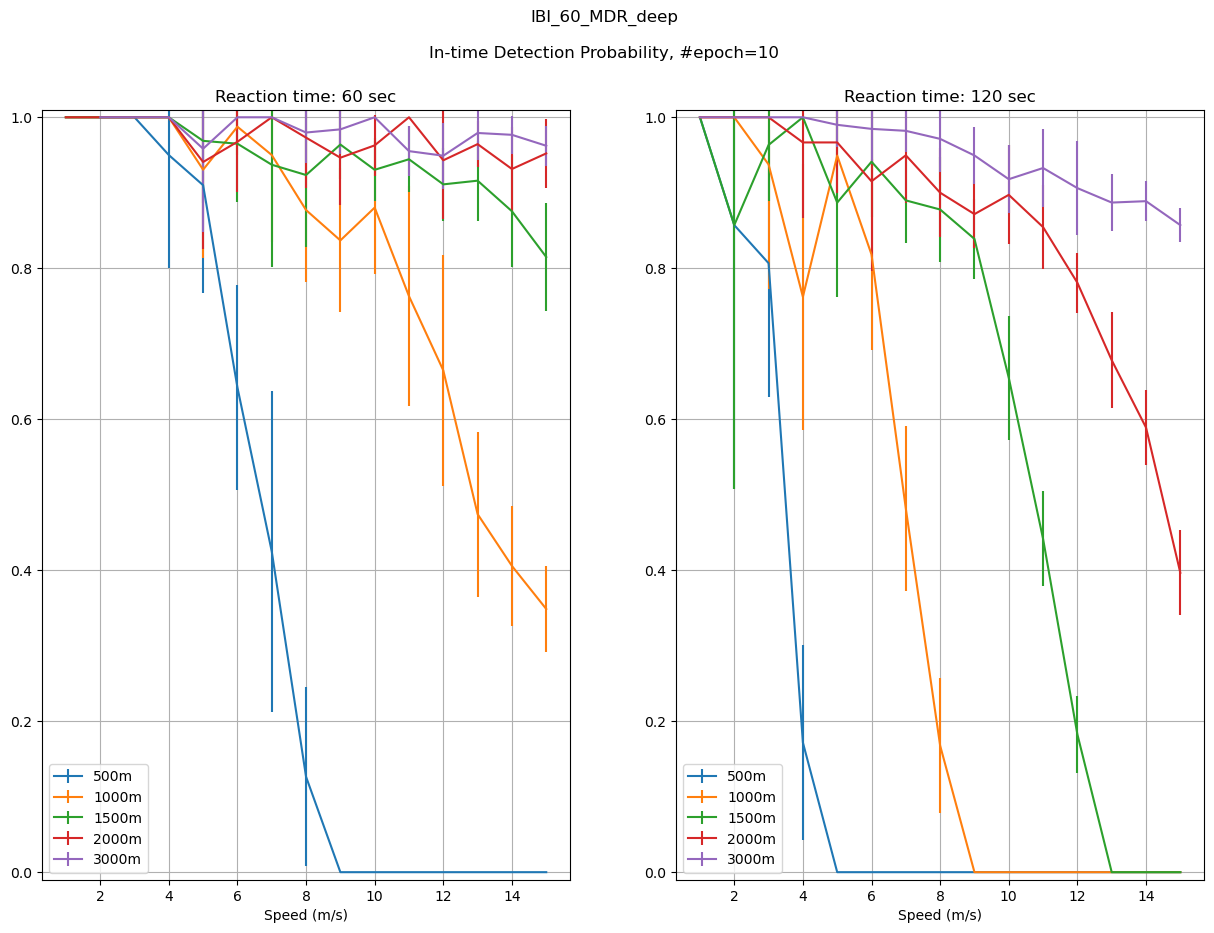 IBI_60_MDR_deep
In-time Detection Probability, #epoch=10
Reaction time: 60 sec
1.0
0.8
0.6
0.4
0.2
0.0
500m
1000m
1500m
2000m
3000m
2 4 6 8 10 12 14
Speed (m/s)
Reaction time: 120 sec
1.0
0.8
0.6
0.4
0.2
0.0
500m
1000m
1500m
2000m
3000m
2 4 6 8 10 12 14
Speed (m/s)